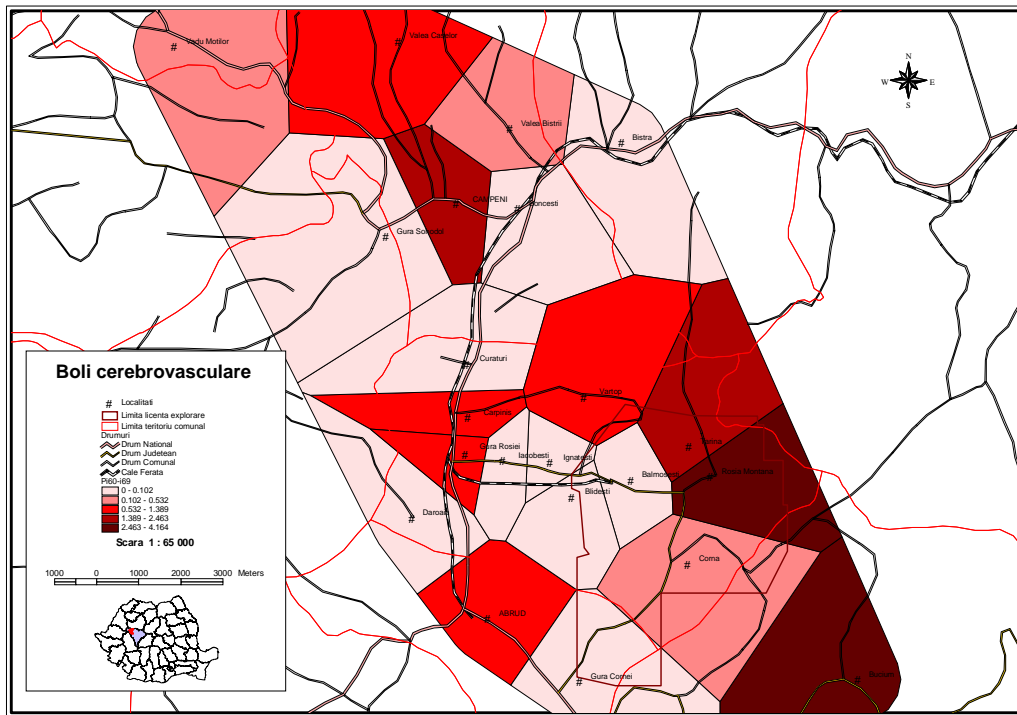 Vadu Motilor
Valea Caselor
N
W E
S
Valea Bistrii
Bistra
CAMPENI
Boncesti
Gura Sohodol
Curaturi
Vartop
Carpinis
Gura Rosiei
Iacobesti
Ignatesti
Tarina
Balmosesti
Rosia Montana
Blidesti
Daroaia
Corna
ABRUD
Gura Cornei
Bucium
Boli cerebrovasculare
# Localitati
Limita licenta explorare
Limita teritoriu comunal
Drumuri
Drum National
Drum Judetean
Drum Comunal
Cale Ferata
Pi60-i69
0 - 0.102
0.102 - 0.532
0.532 - 1.389
1.389 - 2.463
2.463 - 4.164
Scara 1 : 65 000
1000 0 1000 2000 3000 Meters